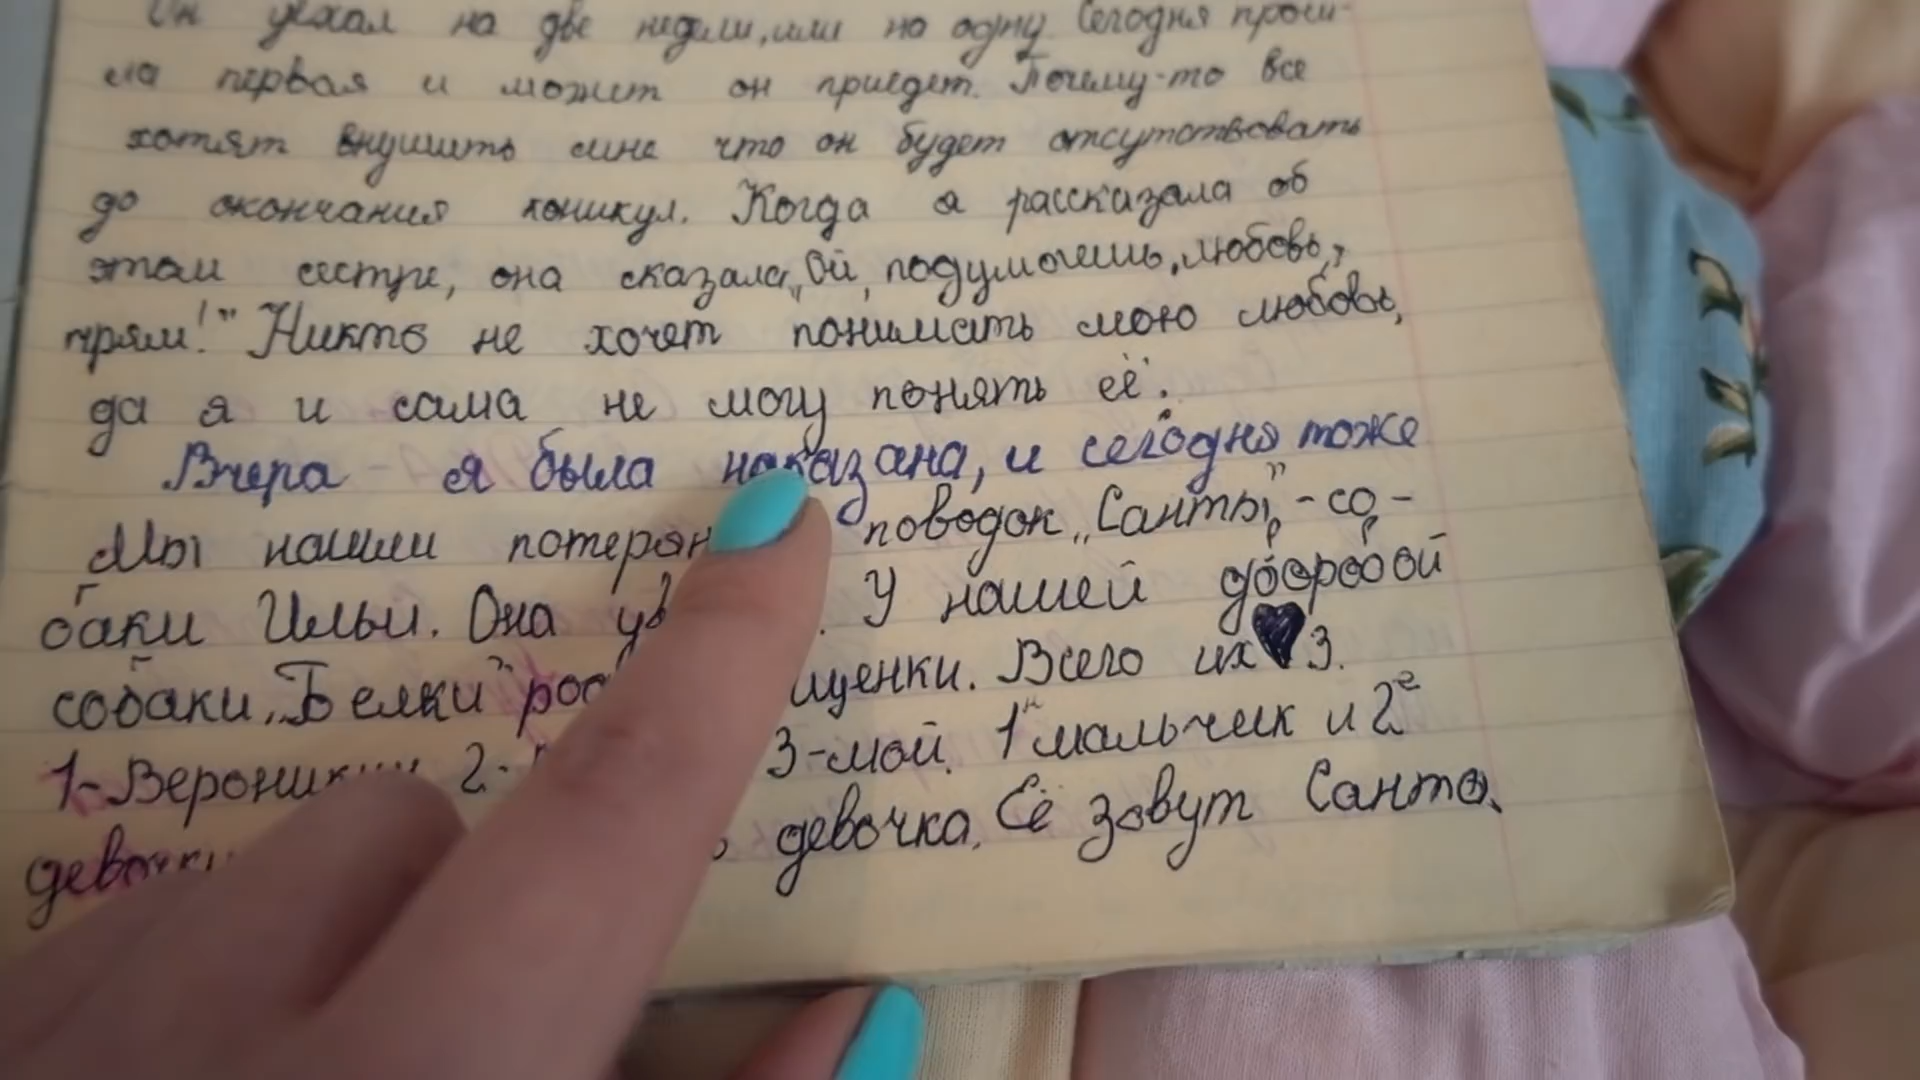 Он уехал на две недели, или на одну. Сегодня прош-
ла первая и может он приедет. Почему-то все
хотят внушить мне что он будет отсутствовать
до окончания коникул. Когда я рассказала об
этом сестре, она сказала „Ой, подумаешь, любовь,
прям!" Никто не хочет понимать мою любовь,
да я и сама не могу понять её.
Вчера - я была наказана, и сегодня тоже
Мы нашли поводок „Санты" - со-
баки Ильи. Она У нашей дворовой
собаки „Белки" щенки. Всего их 3.
1-Вероникин 2- 3-мой. 1 мальчик и 2
девочка. Её зовут Санта.